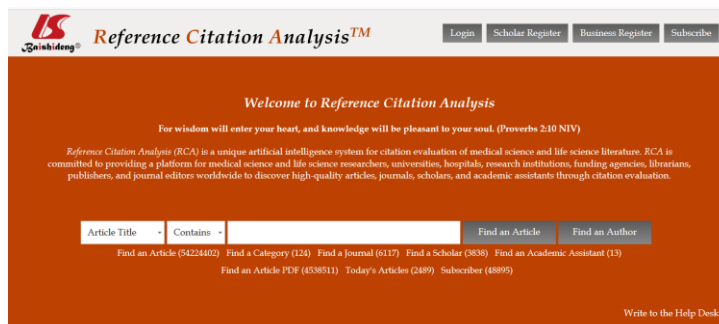 Baishideng®
Reference Citation Analysis™
Login Scholar Register Business Register Subscribe
Welcome to Reference Citation Analysis
For wisdom will enter your heart, and knowledge will be pleasant to your soul. (Proverbs 2:10 NIV)
Reference Citation Analysis (RCA) is a unique artificial intelligence system for citation evaluation of medical science and life science literature. RCA is
committed to providing a platform for medical science and life science researchers, universities, hospitals, research institutions, funding agencies, librarians,
publishers, and journal editors worldwide to discover high-quality articles, journals, scholars, and academic assistants through citation evaluation.
Article Title Contains Find an Article Find an Author
Find an Article (54224402) Find a Category (124) Find a Journal (6117) Find a Scholar (3838) Find an Academic Assistant (13)
Find an Article PDF (4538511) Today's Articles (2489) Subscriber (48895)
Write to the Help Desk